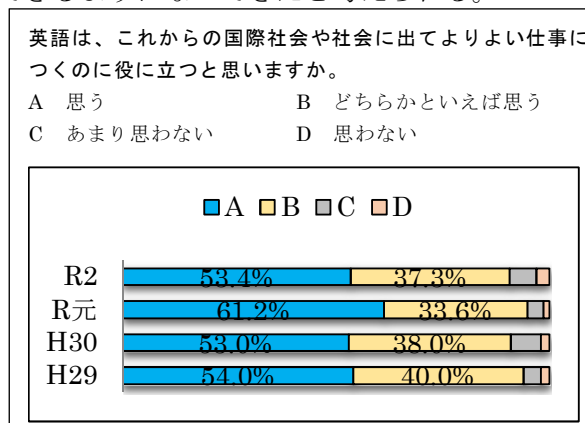 英語は、これからの国際社会や社会に出てよりよい仕事に
つくのに役に立つと思いますか。
A 思う B どちらかといえば思う
C あまり思わない D 思わない
A B C D
R2 53.4% 37.3%
R元 61.2% 33.6%
H30 53.0% 38.0%
H29 54.0% 40.0%